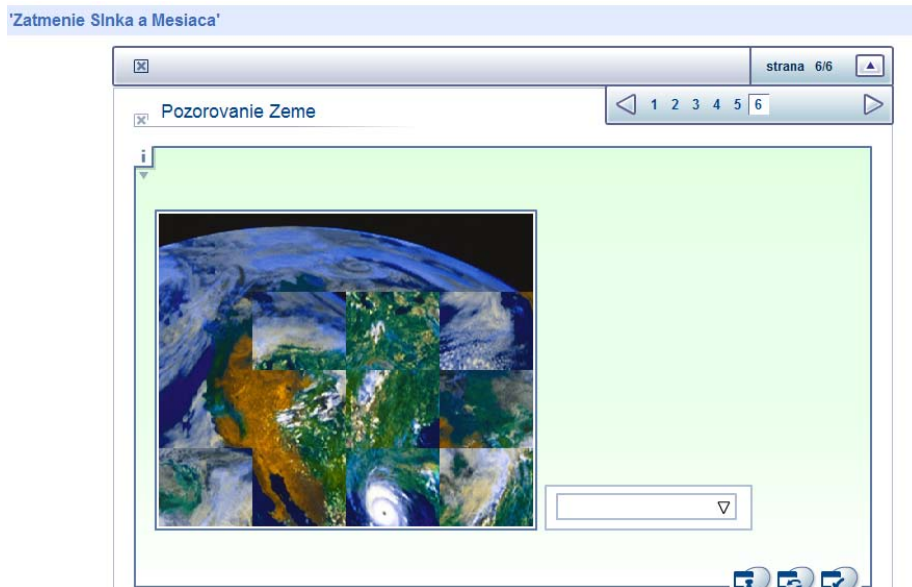 'Zatmenie Slnka a Mesiaca'
strana 6/6
Pozorovanie Zeme
1 2 3 4 5 6
i